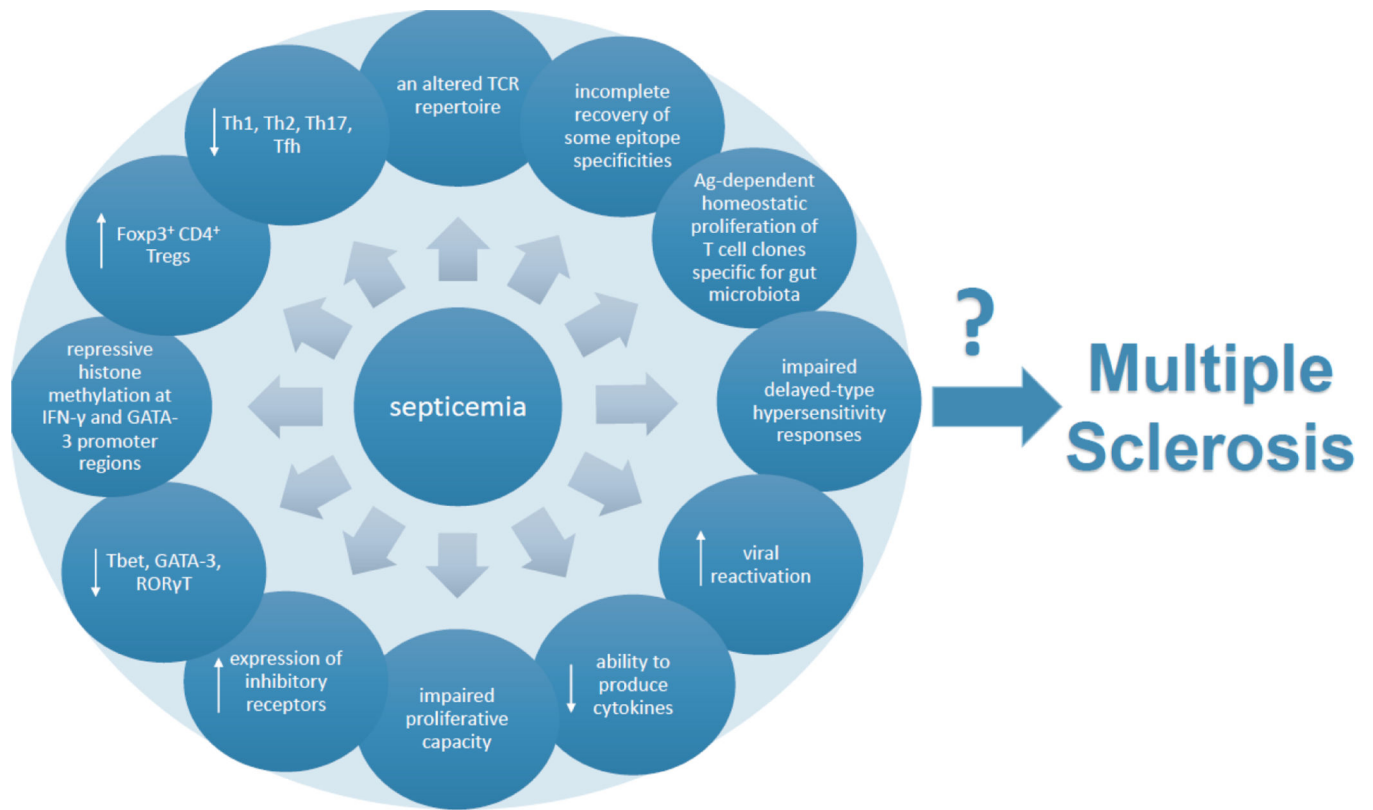 an altered TCR
repertoire
incomplete
recovery of
some epitope
specificities
Ag-dependent
homeostatic
proliferation of
T cell clones
specific for gut
microbiota
impaired
delayed-type
hypersensitivity
responses
viral
reactivation
ability to
produce
cytokines
impaired
proliferative
capacity
expression of
inhibitory
receptors
Tbet, GATA-3,
RORγT
repressive
histone
methylation at
IFN-γ and GATA-
3 promoter
regions
Foxp3⁺ CD4⁺
Tregs
Th1, Th2, Th17,
Tfh
septicemia
?
Multiple
Sclerosis